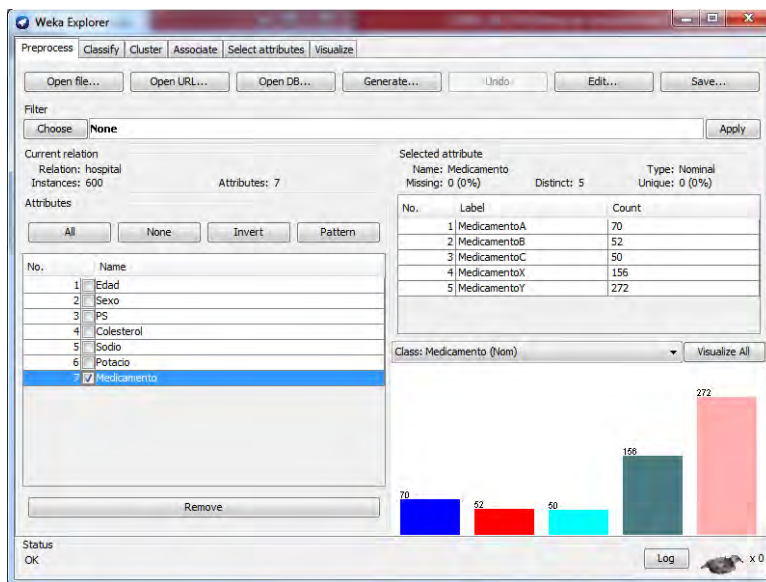 Weka Explorer
Preprocess Classify Cluster Associate Select attributes Visualize
Open file... Open URL... Open DB... Generate... Undo Edit... Save...
Filter
Choose None Apply
Current relation
Relation: hospital
Instances: 600 Attributes: 7
Attributes
All None Invert Pattern
No. Name
1 Edad
2 Sexo
3 PS
4 Colesterol
5 Sodio
6 Potacio
7 Medicamento
Remove
Selected attribute
Name: Medicamento Type: Nominal
Missing: 0 (0%) Distinct: 5 Unique: 0 (0%)
No. Label Count
1 MedicamentoA 70
2 MedicamentoB 52
3 MedicamentoC 50
4 MedicamentoX 156
5 MedicamentoY 272
Class: Medicamento (Nom) Visualize All
272
156
70
52
50
Status
OK
Log x 0